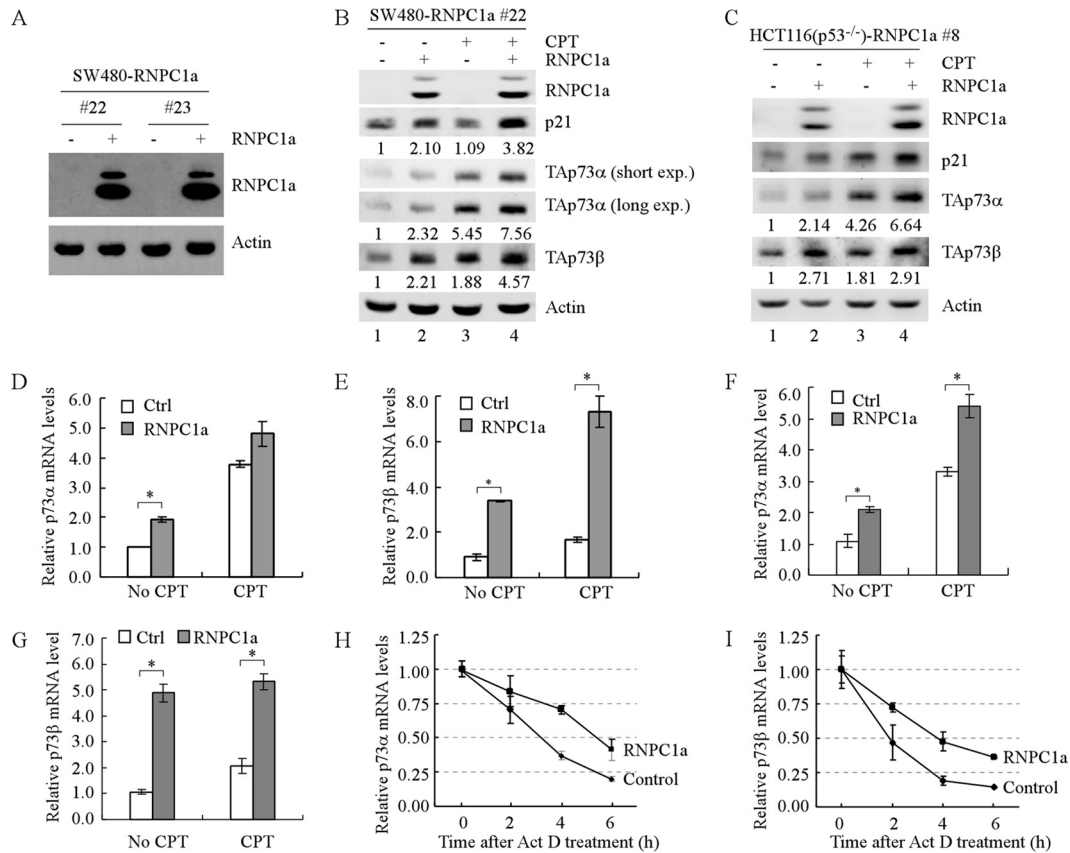 A
SW480-RNPC1a
#22 #23
- + - + RNPC1a
RNPC1a
Actin
B
SW480-RNPC1a #22
- - + + CPT
- + - + RNPC1a
RNPC1a
p21
1 2.10 1.09 3.82
TAp73α (short exp.)
TAp73α (long exp.)
1 2.32 5.45 7.56
TAp73β
1 2.21 1.88 4.57
Actin
1 2 3 4
C
HCT116(p53-/-)-RNPC1a #8
- - + + CPT
- + - + RNPC1a
RNPC1a
p21
TAp73α
1 2.14 4.26 6.64
TAp73β
1 2.71 1.81 2.91
Actin
1 2 3 4
D
Relative p73α mRNA levels
6.0
5.0
4.0
3.0
2.0
1.0
0.0
Ctrl
RNPC1a
*
No CPT CPT
E
Relative p73β mRNA levels
8.0
6.0
4.0
2.0
0.0
Ctrl
RNPC1a
*
*
No CPT CPT
F
Relative p73α mRNA level
6.0
5.0
4.0
3.0
2.0
1.0
0.0
Ctrl
RNPC1a
*
*
No CPT CPT
G
Relative p73β mRNA level
7.0
6.0
5.0
4.0
3.0
2.0
1.0
0.0
Ctrl RNPC1a
*
*
No CPT CPT
H
Relative p73α mRNA levels
1.25
1.00
0.75
0.50
0.25
0.00
RNPC1a
Control
0 2 4 6
Time after Act D treatment (h)
I
Relative p73β mRNA levels
1.25
1.00
0.75
0.50
0.25
0.00
RNPC1a
Control
0 2 4 6
Time after Act D treatment (h)